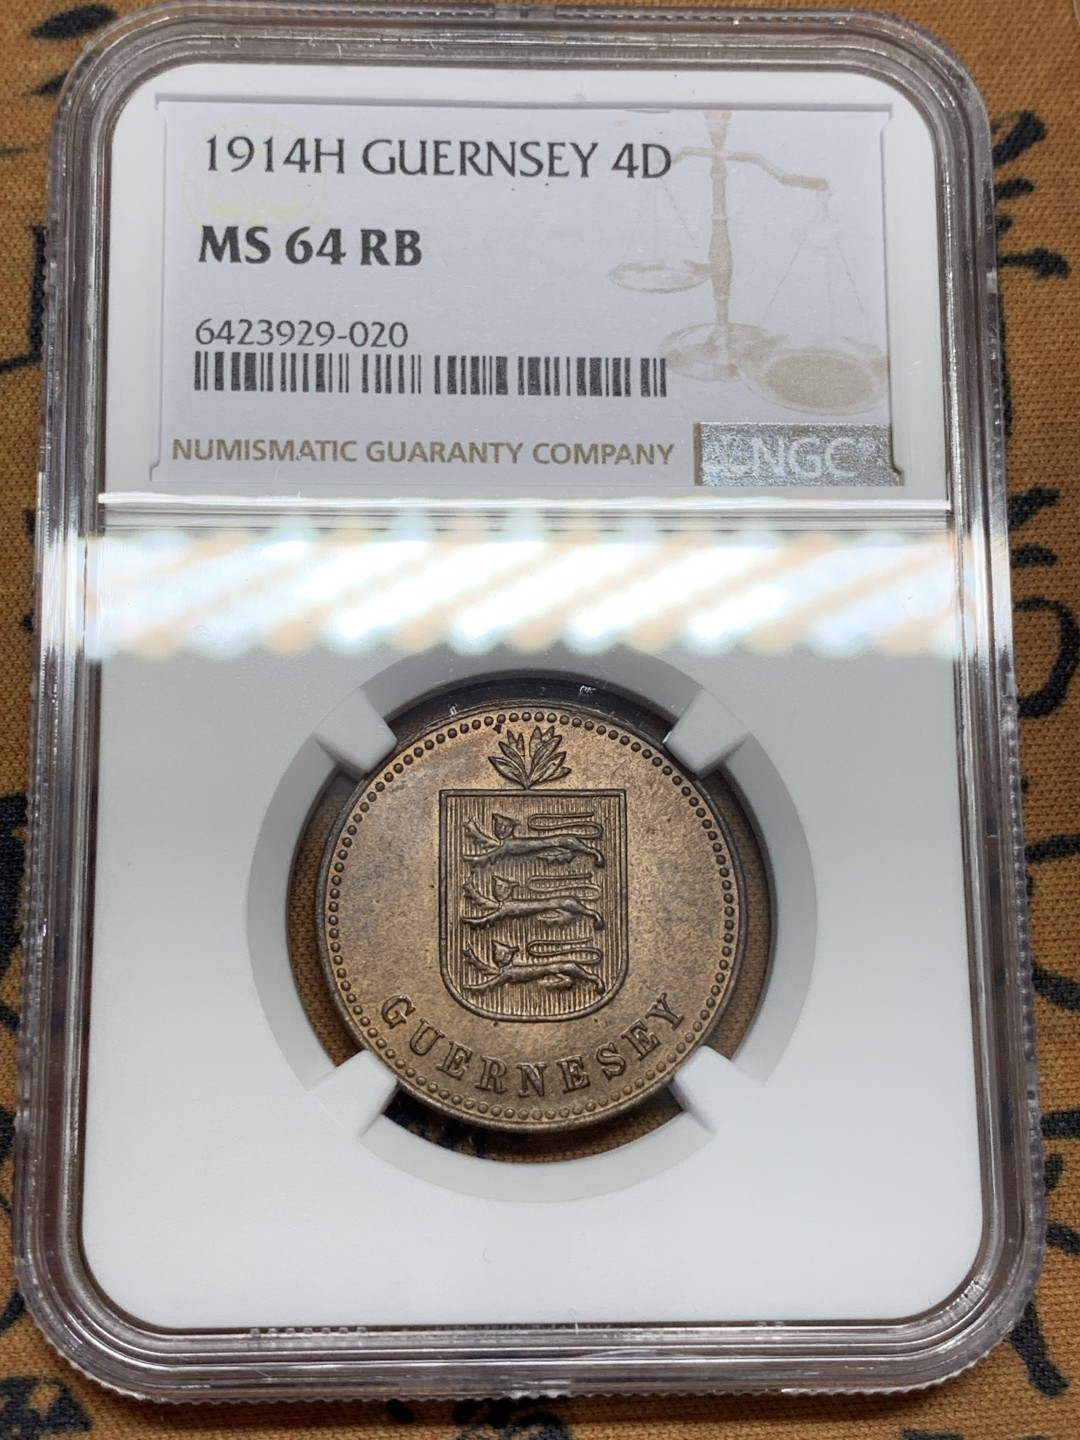 1914H GUERNSEY 4D
MS 64 RB
6423929-020
NUMISMATIC GUARANTY COMPANY
NGC
GUERNESEY